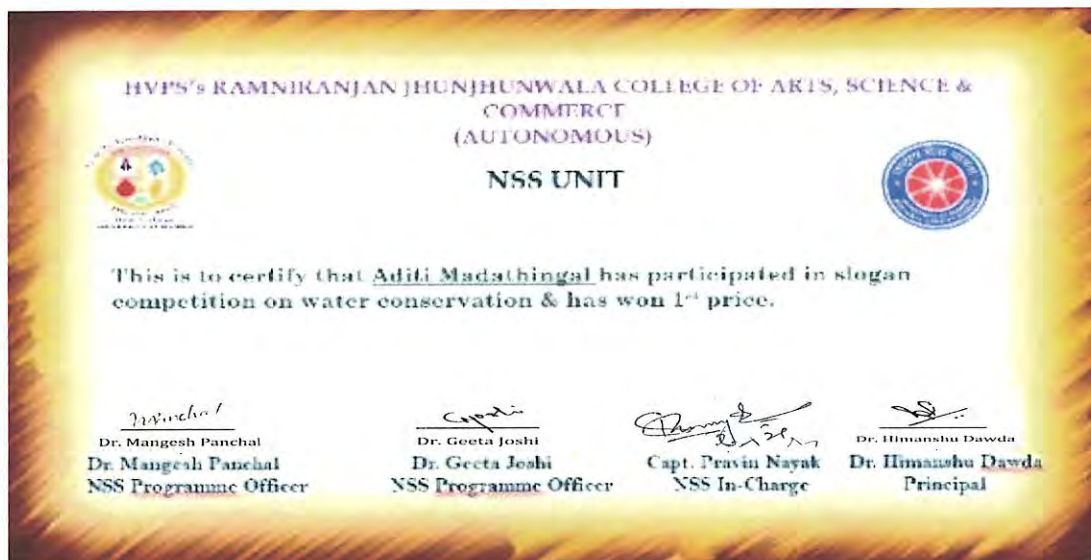 HVPS's RAMNIRANJAN JHUNJHUNWALA COLLEGE OF ARTS, SCIENCE &
COMMERCE
(AUTONOMOUS)
NSS UNIT
This is to certify that Aditi Madathingal has participated in slogan
competition on water conservation & has won 1st price.
Dr. Mangesh Panchal
Dr. Geeta Joshi
Dr. Himanshu Dawda
Dr. Mangesh Panchal
Dr. Geeta Joshi
Capt. Pravin Nayak
Dr. Himanshu Dawda
NSS Programme Officer
NSS Programme Officer
NSS In-Charge
Principal